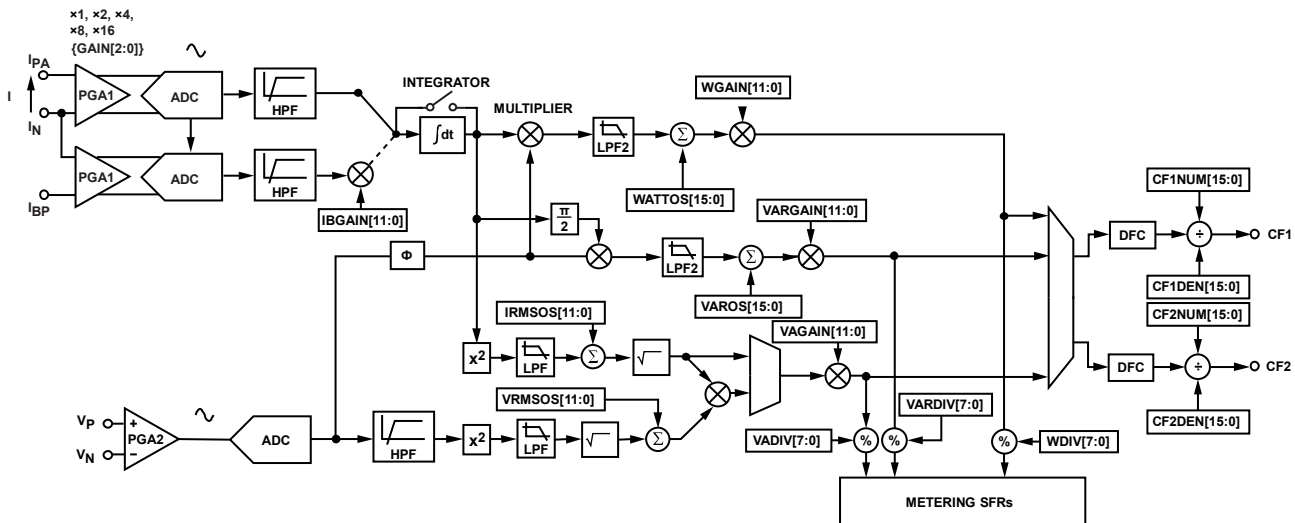 ×1, ×2, ×4,
×8, ×16
{GAIN[2:0]}
IPA
I
IN
IBP
PGA1
ADC
HPF
PGA1
ADC
HPF
IBGAIN[11:0]
INTEGRATOR
∫dt
MULTIPLIER
LPF2
Σ
WATTOS[15:0]
WGAIN[11:0]
π
2
Φ
LPF2
Σ
VAROS[15:0]
VARGAIN[11:0]
IRMSOS[11:0]
X2
LPF
Σ
√
VAGAIN[11:0]
VRMSOS[11:0]
VP
VN
+
−
PGA2
ADC
HPF
X2
LPF
√
Σ
VADIV[7:0]
%
%
VARDIV[7:0]
%
WDIV[7:0]
METERING SFRs
CF1NUM[15:0]
DFC
÷
CF1
CF1DEN[15:0]
CF2NUM[15:0]
DFC
÷
CF2
CF2DEN[15:0]